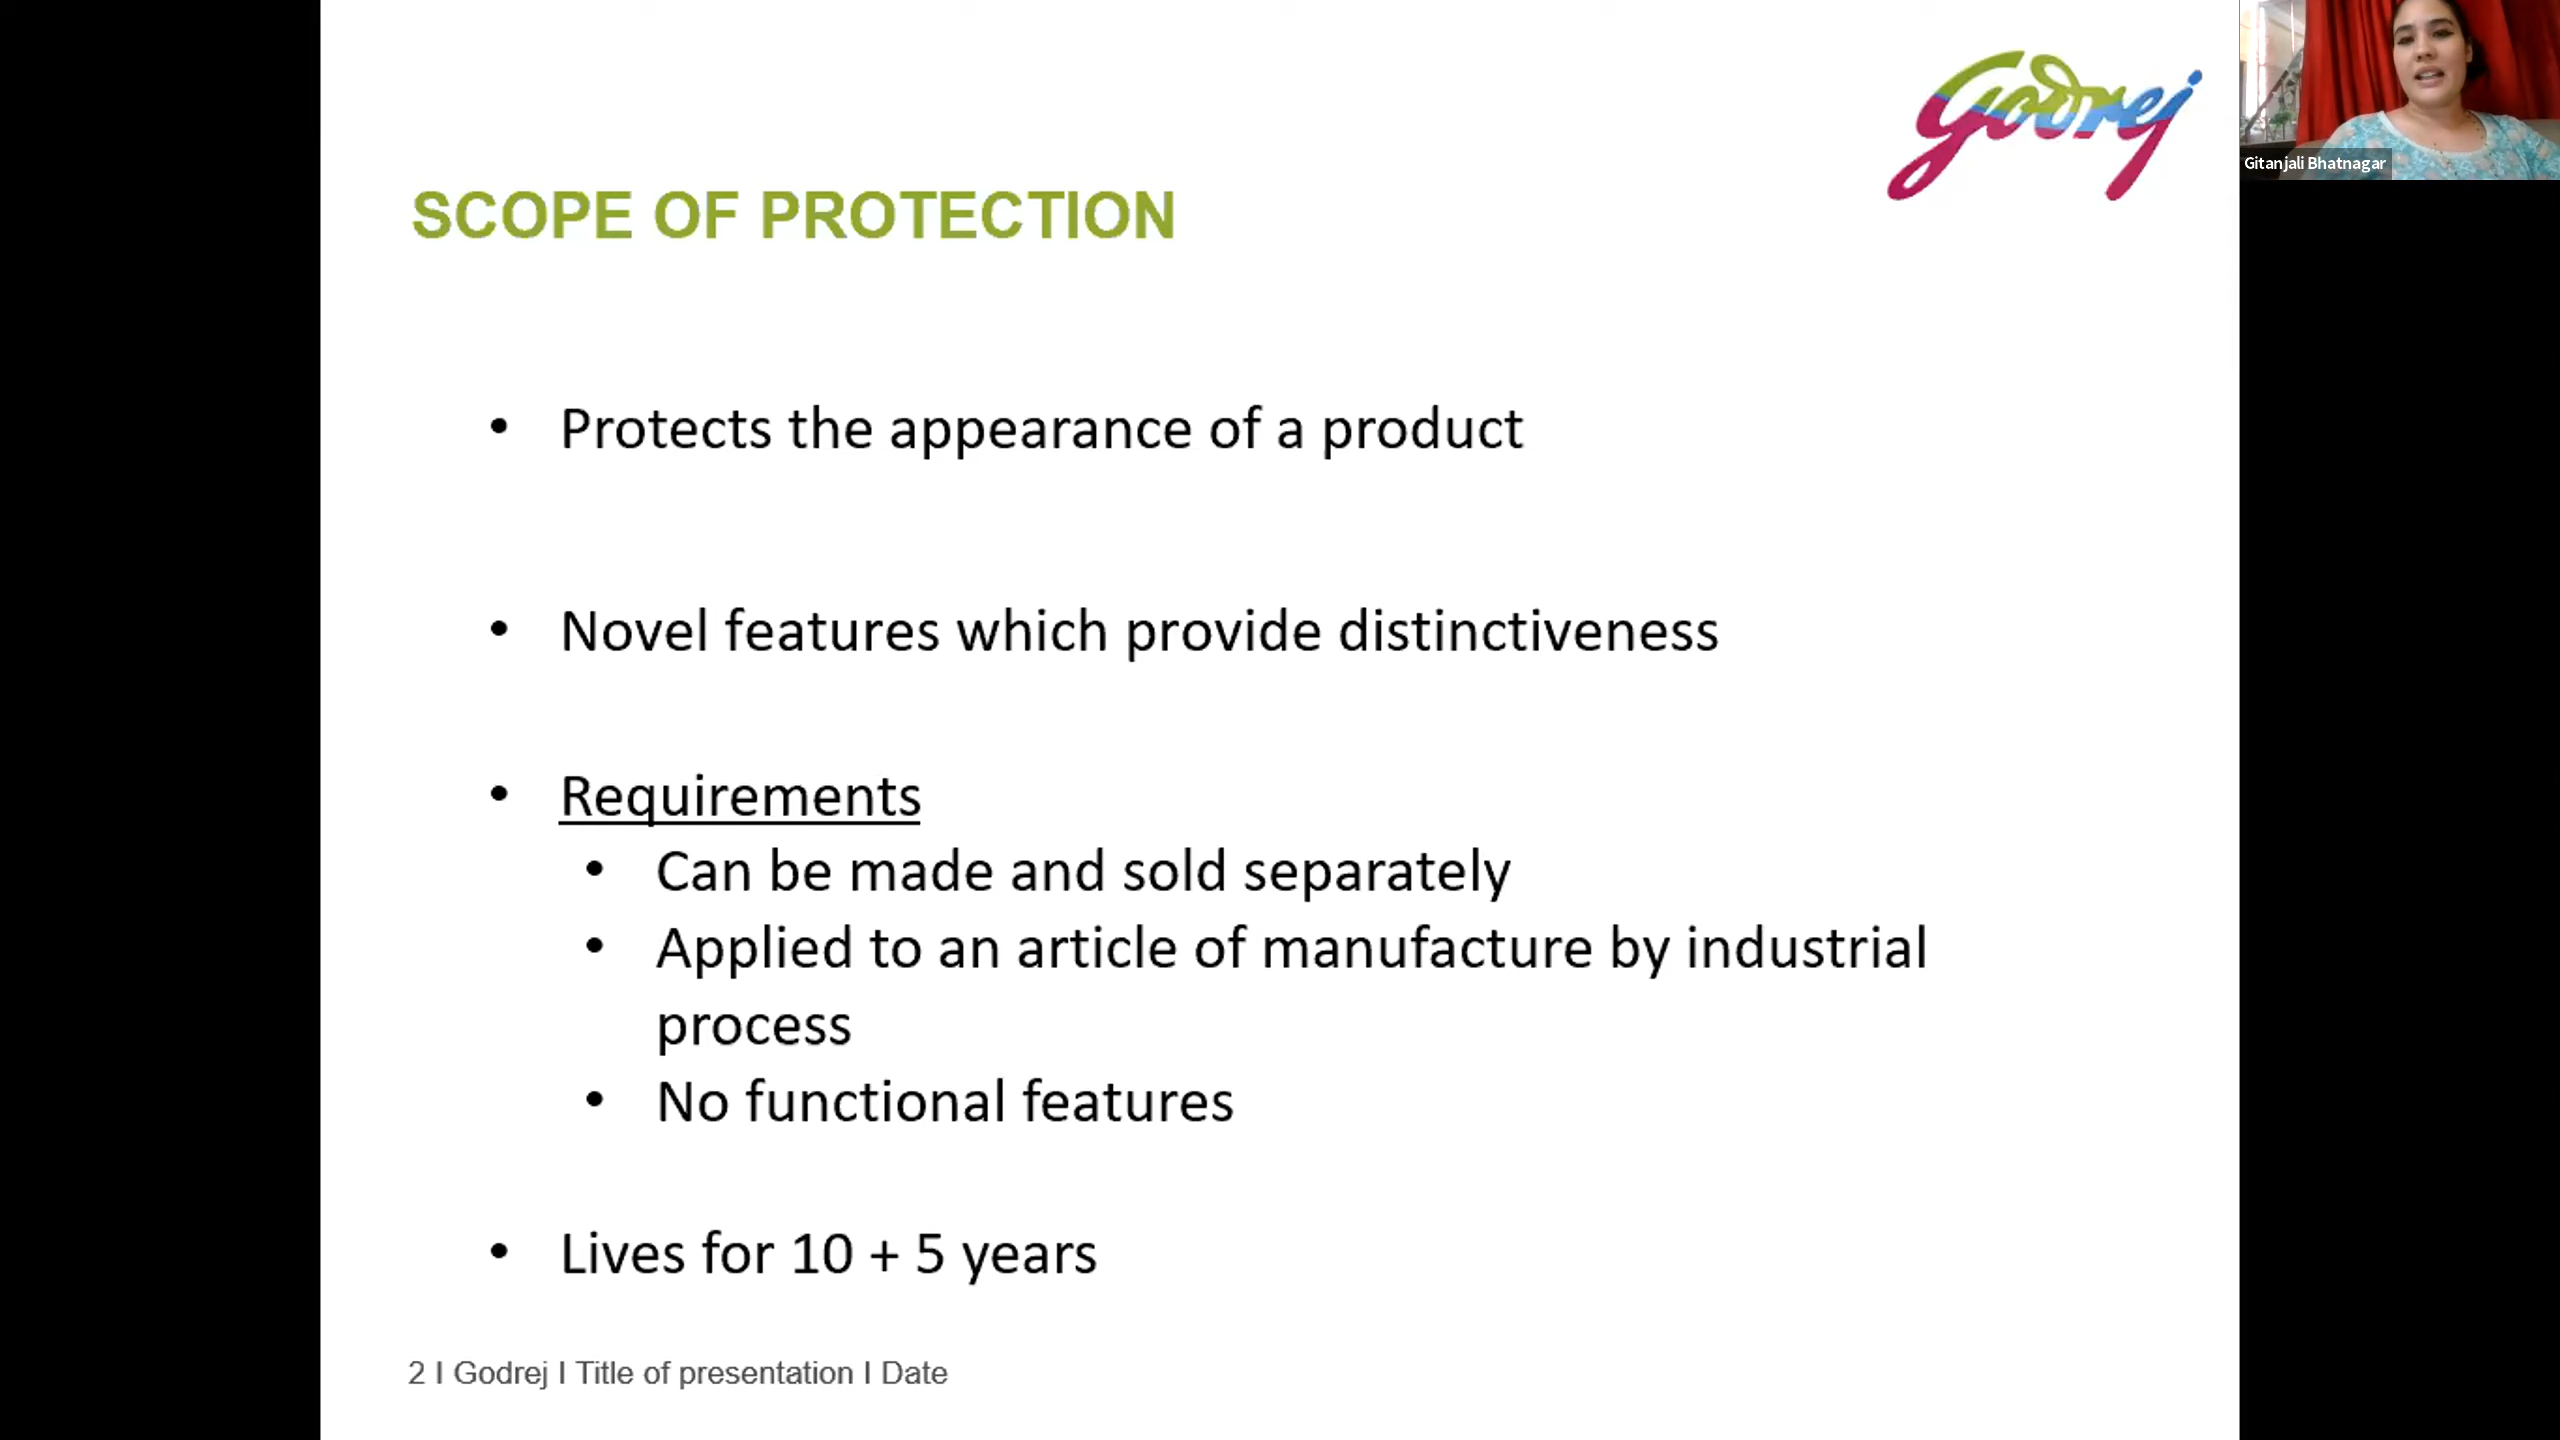 Godrej
Gitanjali Bhatnagar
SCOPE OF PROTECTION
• Protects the appearance of a product
• Novel features which provide distinctiveness
• Requirements
• Can be made and sold separately
• Applied to an article of manufacture by industrial
process
• No functional features
• Lives for 10 + 5 years
2 I Godrej I Title of presentation I Date